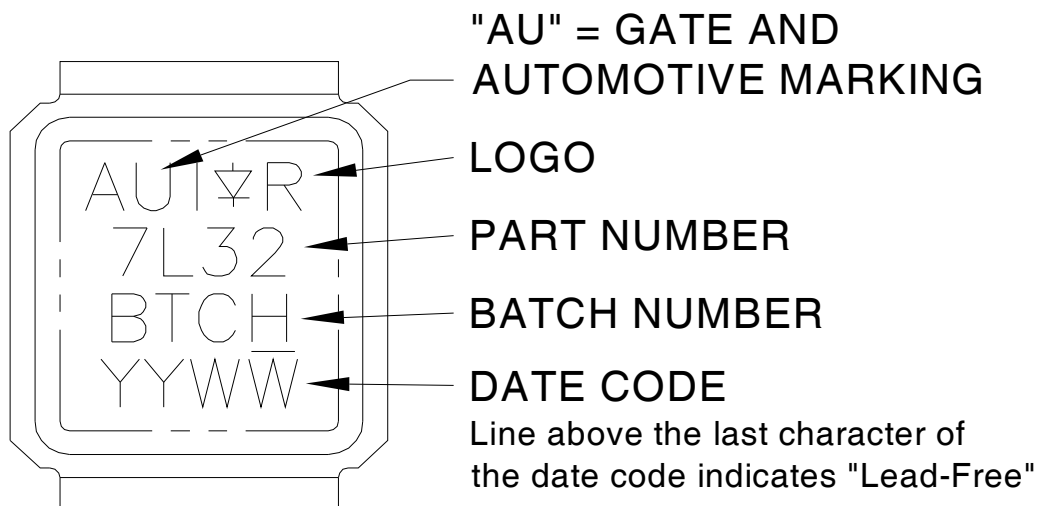 "AU" = GATE AND
AUTOMOTIVE MARKING
LOGO
PART NUMBER
BATCH NUMBER
DATE CODE
Line above the last character of
the date code indicates "Lead-Free"
AUI R
7L32
BTCH
YYWW̅